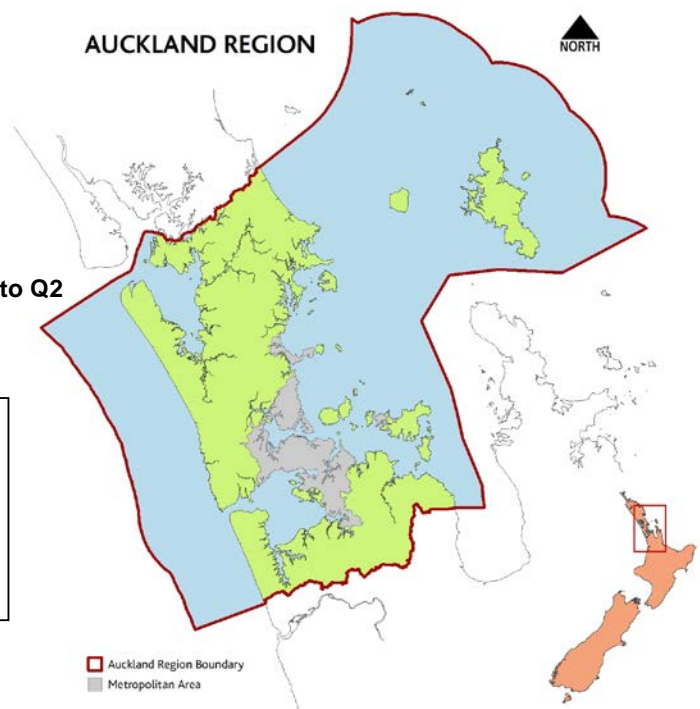 AUCKLAND REGION
NORTH
to Q2
Auckland Region Boundary
Metropolitan Area